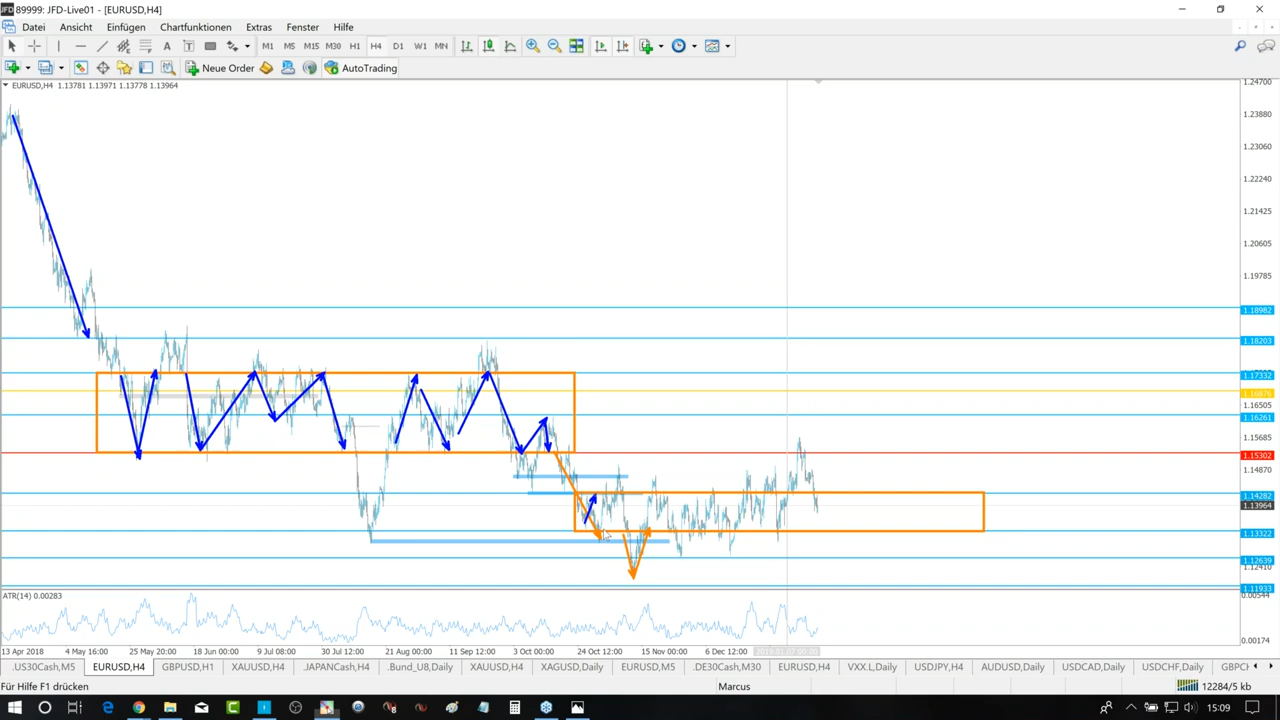 89999: JFD-Live01 - [EURUSD,H4]
Datei Ansicht Einfügen Chartfunktionen Extras Fenster Hilfe
A T M1 M5 M15 M30 H1 H4 D1 W1 MN
Neue Order AutoTrading
EURUSD,H4 1.13781 1.13971 1.13778 1.13964
1.24700
1.23880
1.23060
1.22240
1.21425
1.20605
1.19785
1.18982
1.18203
1.17332
1.16505
1.16261
1.15685
1.15302
1.14870
1.14282
1.13964
1.13322
1.12639
1.12410
1.11933
ATR(14) 0.00283
0.00344
0.00174
13 Apr 2018 4 May 16:00 25 May 20:00 18 Jun 00:00 9 Jul 08:00 30 Jul 12:00 21 Aug 00:00 11 Sep 12:00 3 Oct 00:00 24 Oct 12:00 15 Nov 00:00 6 Dec 12:00 2019.01.07 00:00
.US30Cash,M5 EURUSD,H4 GBPUSD,H1 XAUUSD,H4 .JAPANCash,H4 .Bund_U8,Daily XAUUSD,H4 XAGUSD,Daily EURUSD,M5 .DE30Cash,M30 EURUSD,H4 VXX.L,Daily USDJPY,H4 AUDUSD,Daily USDCAD,Daily USDCHF,Daily GBPCH
Für Hilfe F1 drücken Marcus 12284/5 kb
15:09